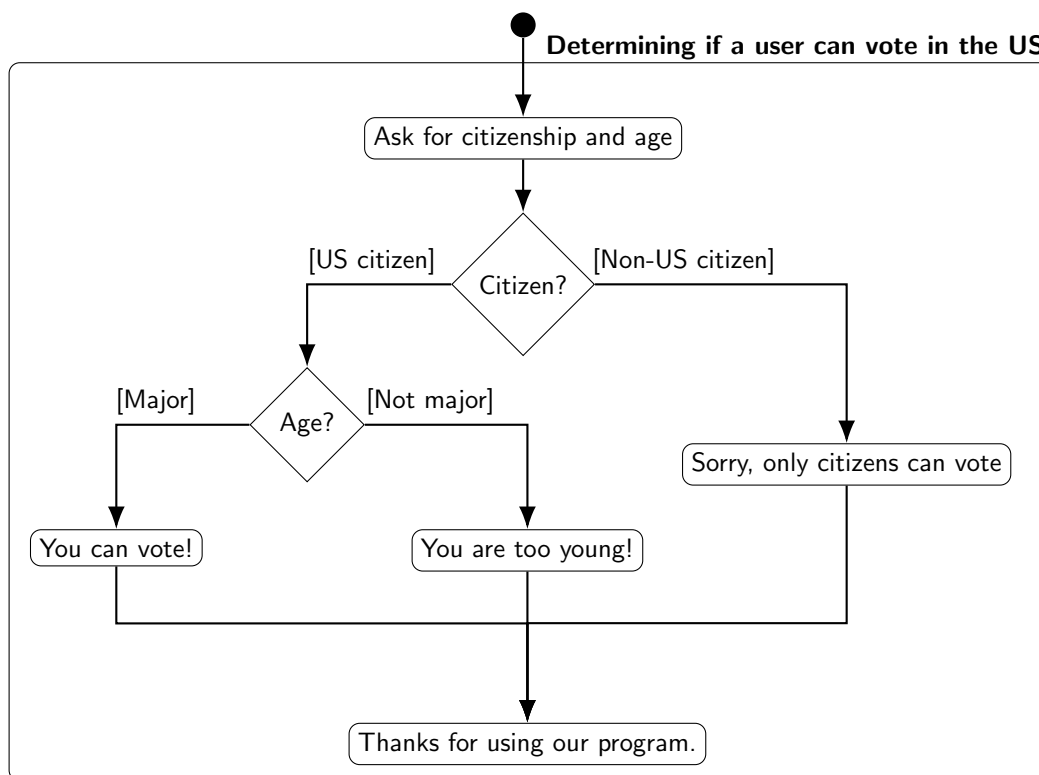 Determining if a user can vote in the US
Ask for citizenship and age
[US citizen]
[Non-US citizen]
Citizen?
[Major]
[Not major]
Age?
Sorry, only citizens can vote
You can vote!
You are too young!
Thanks for using our program.